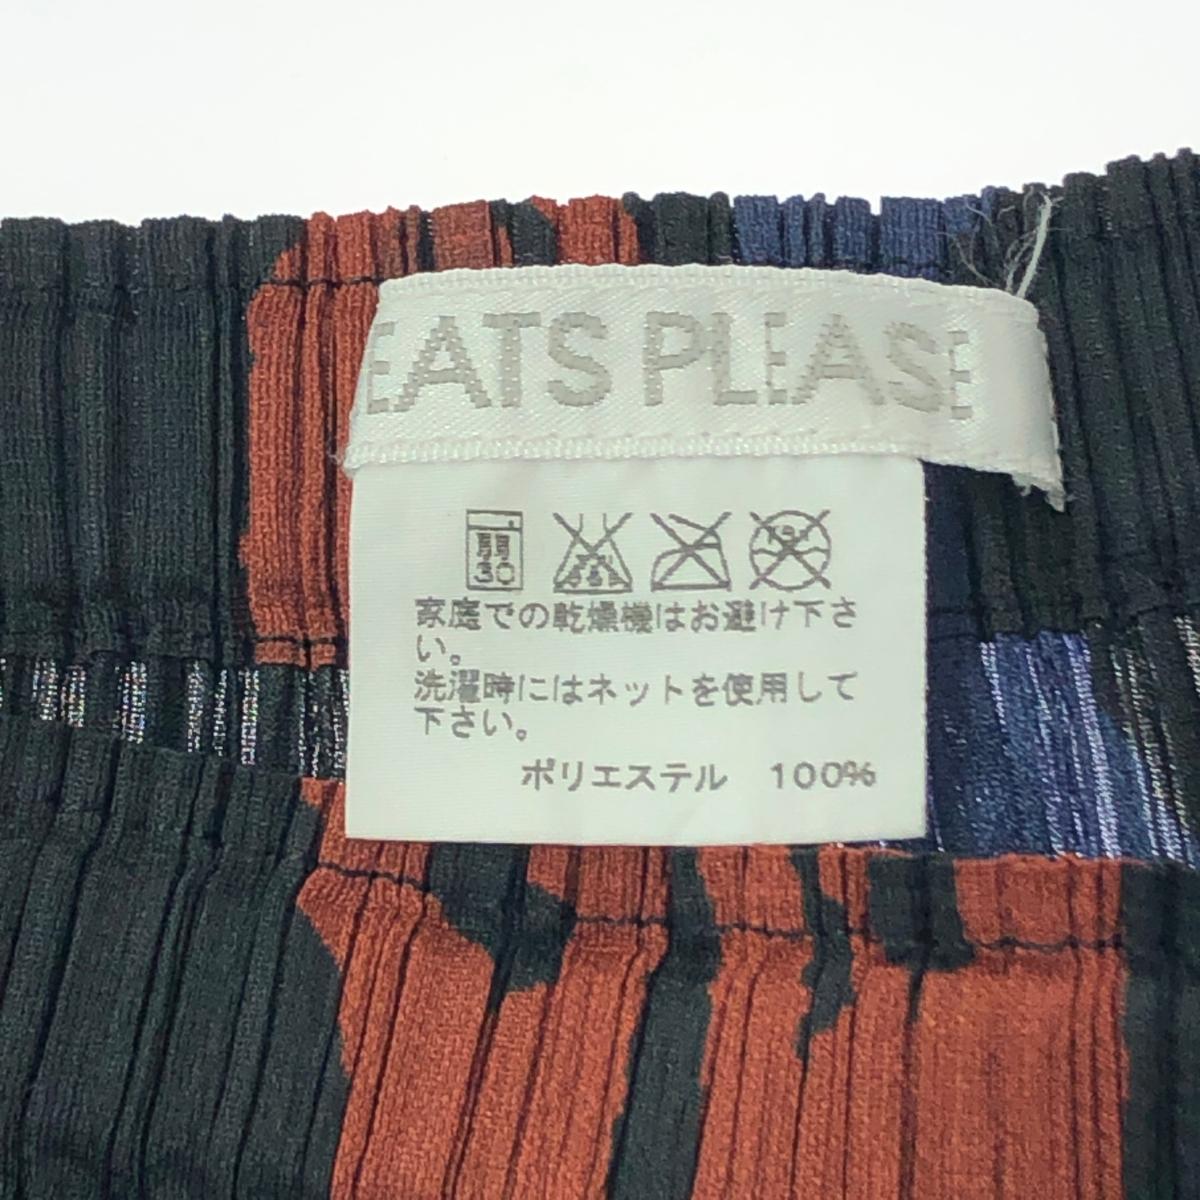 EATS PLEASE
弱
30
家庭での乾燥機はお避け下さ
い。
洗濯時にはネットを使用して
下さい。
ポリエステル 100%